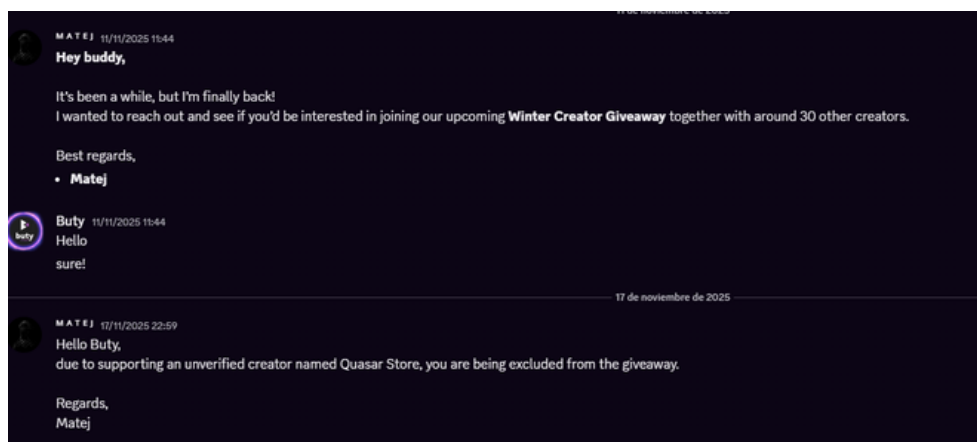 11 de noviembre de 2025
MATEJ 11/11/2025 11:44
Hey buddy,
It's been a while, but I'm finally back!
I wanted to reach out and see if you'd be interested in joining our upcoming Winter Creator Giveaway together with around 30 other creators.
Best regards,
• Matej
buty
Buty 11/11/2025 11:44
Hello
sure!
17 de noviembre de 2025
MATEJ 17/11/2025 22:59
Hello Buty,
due to supporting an unverified creator named Quasar Store, you are being excluded from the giveaway.
Regards,
Matej